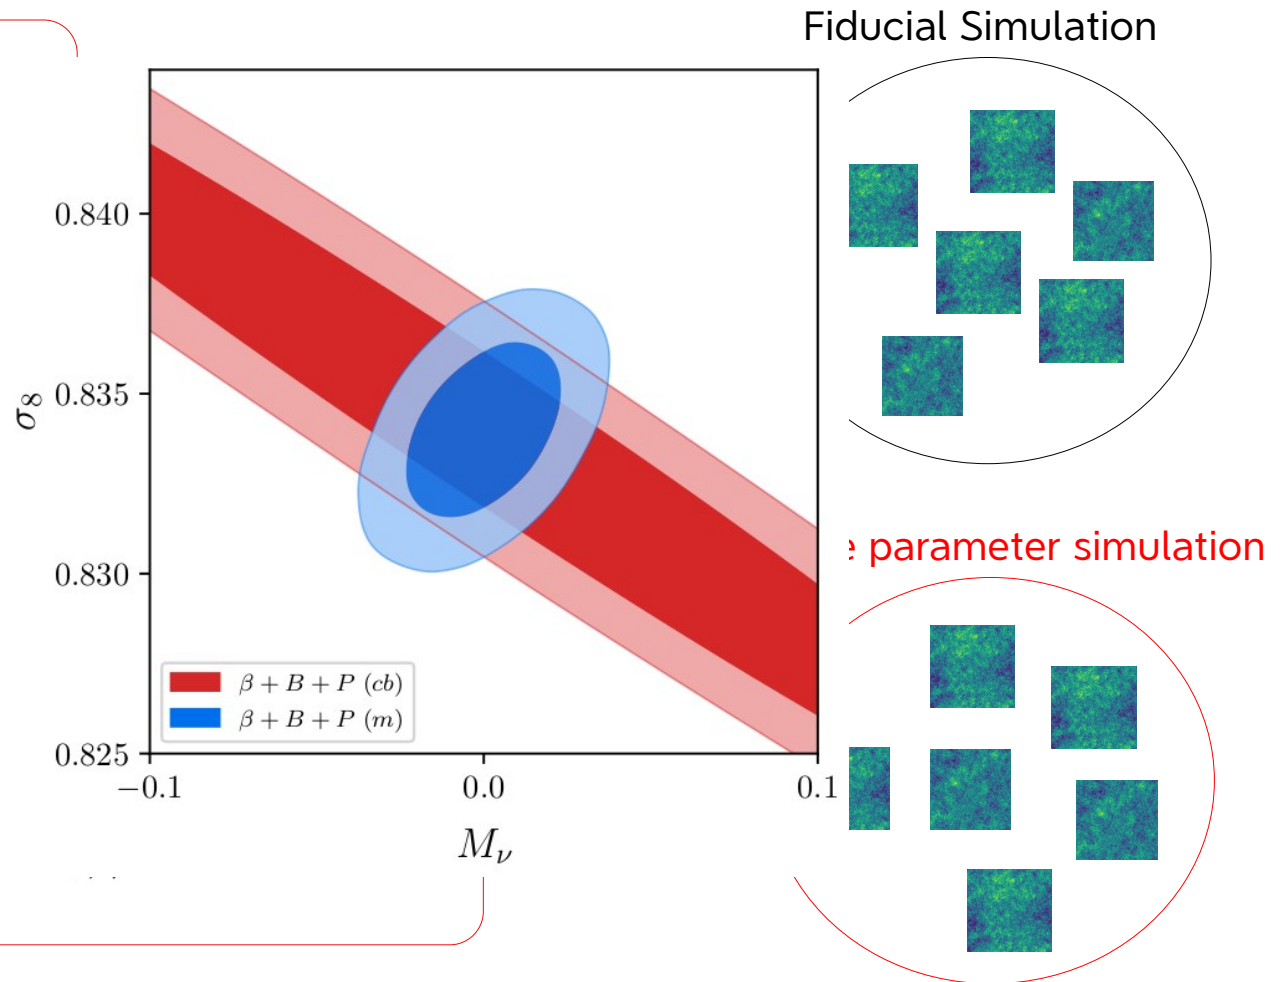 Fiducial Simulation
0.840
0.835
0.830
0.825
σ8
β + B + P (cb)
β + B + P (m)
−0.1
0.0
0.1
Mν
parameter simulation